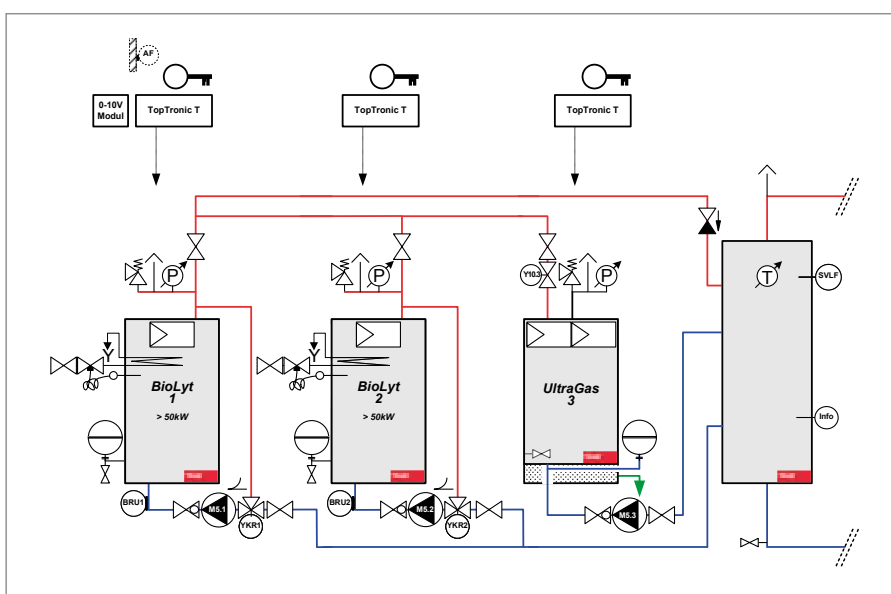 AF
0-10V
Modul
TopTronic T
TopTronic T
TopTronic T
P
P
Y10.3
P
T
SVLF
BioLyt
1
> 50kW
BioLyt
2
> 50kW
UltraGas
3
Info
BRU1
M5.1
YKR1
BRU2
M5.2
YKR2
M5.3